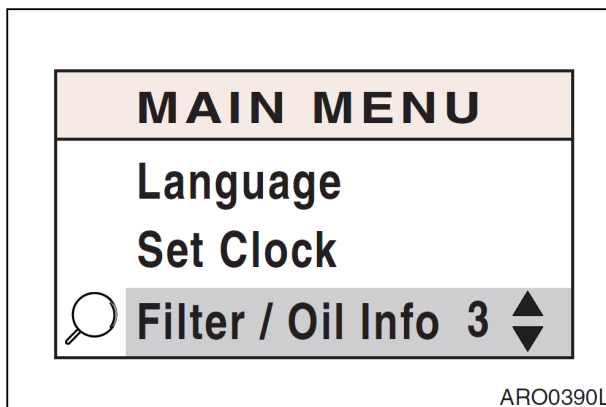 MAIN MENU
Language
Set Clock
Filter / Oil Info 3
ARO0390L